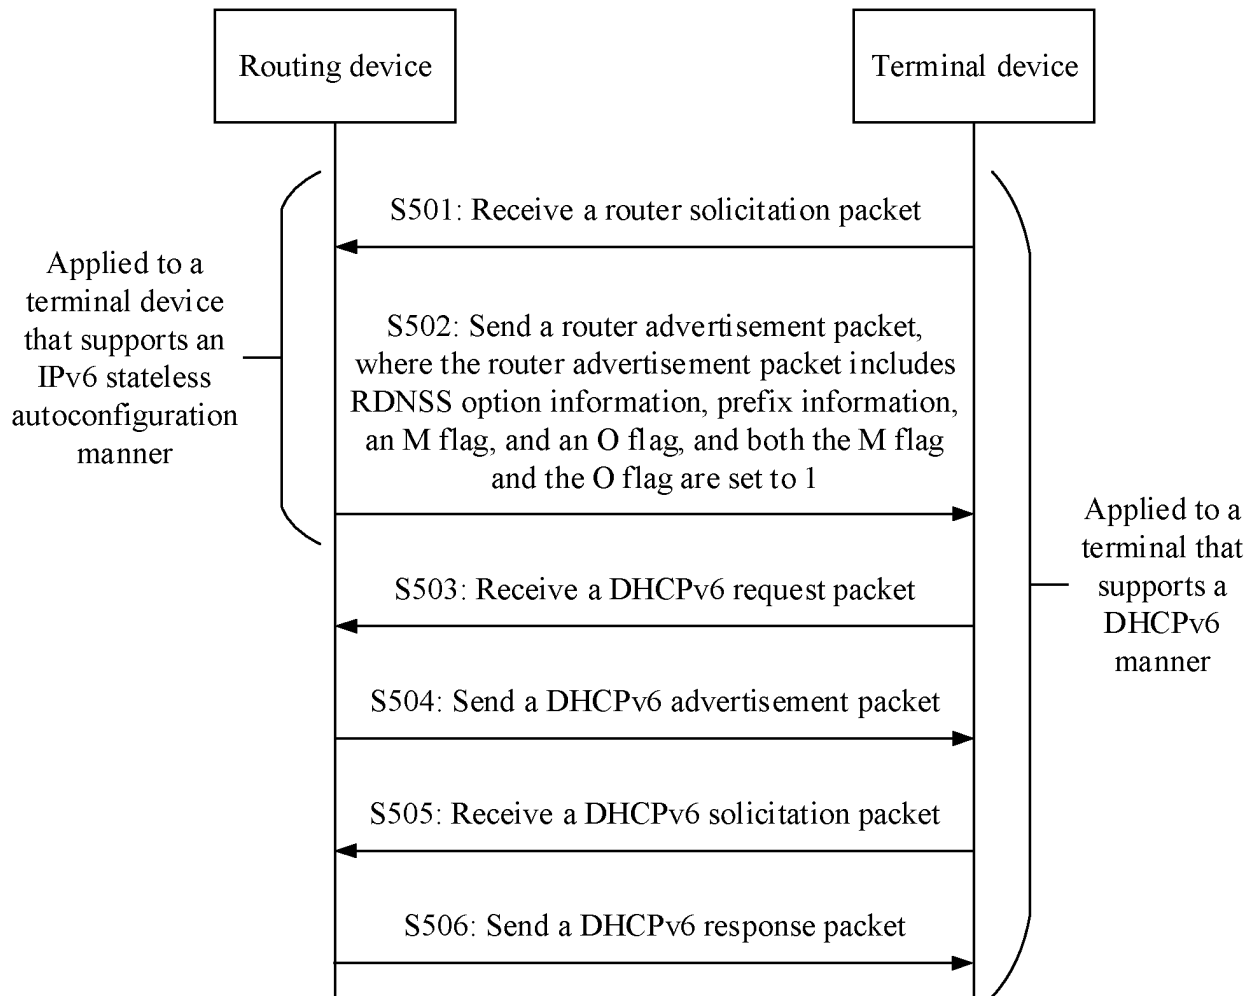 Routing device
Terminal device
S501: Receive a router solicitation packet
Applied to a
terminal device
that supports an
IPv6 stateless
autoconfiguration
manner
S502: Send a router advertisement packet,
where the router advertisement packet includes
RDNSS option information, prefix information,
an M flag, and an O flag, and both the M flag
and the O flag are set to 1
Applied to a
terminal that
supports a
DHCPv6
manner
S503: Receive a DHCPv6 request packet
S504: Send a DHCPv6 advertisement packet
S505: Receive a DHCPv6 solicitation packet
S506: Send a DHCPv6 response packet